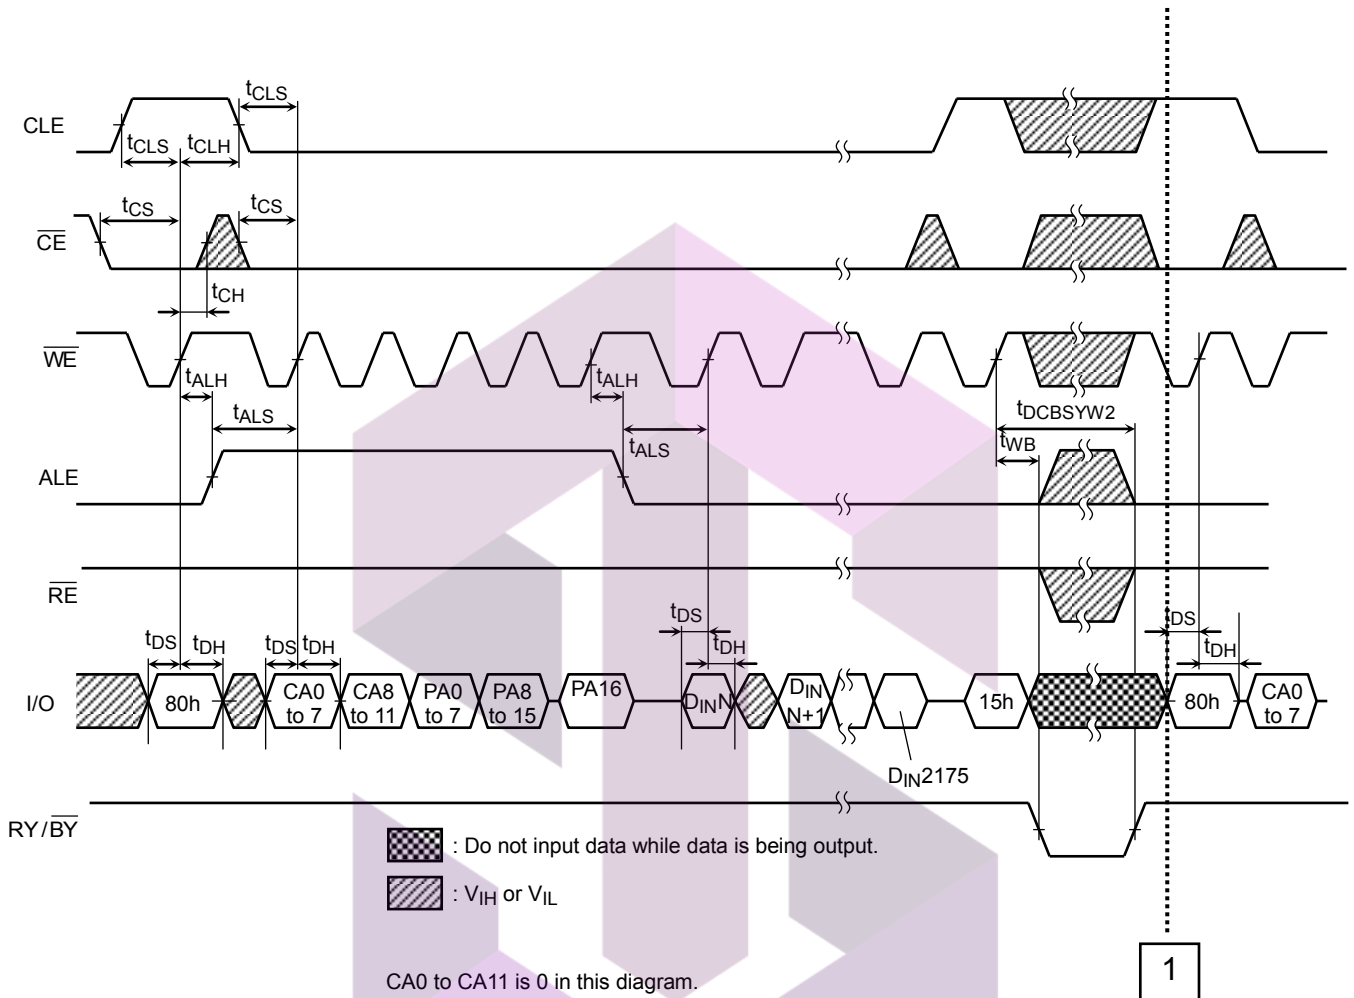 CLE
tCLS
tCLS
tCLH
CE
tCS
tCS
tCH
WE
tALH
tALS
tALH
tALS
tDCBSYW2
tWB
ALE
RE
tDS
tDH
tDS
tDH
tDS
tDH
tDS
tDH
I/O
80h
CA0 to 7
CA8 to 11
PA0 to 7
PA8 to 15
PA16
DINN
DIN N+1
15h
80h
CA0 to 7
DIN2175
RY/BY
: Do not input data while data is being output.
: VIH or VIL
CA0 to CA11 is 0 in this diagram.
1